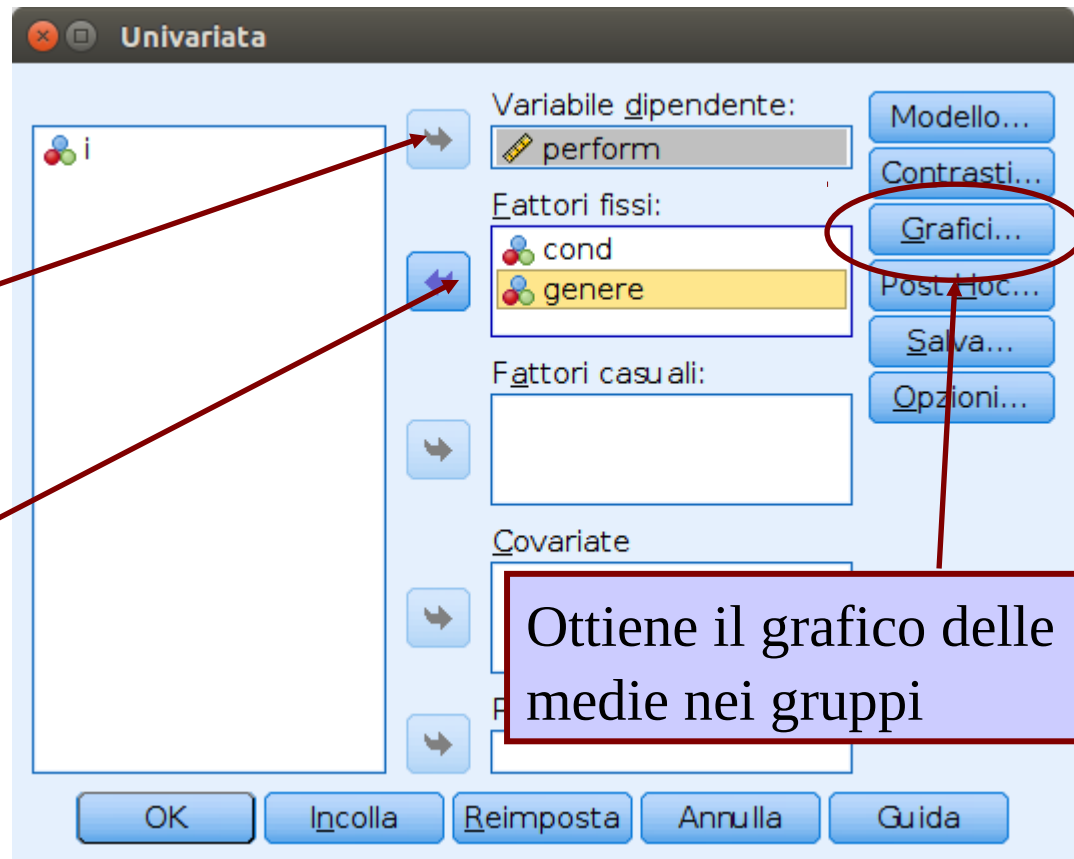 Univariata
i
Variabile dipendente:
perform
Fattori fissi:
cond
genere
Fattori casuali:
Covariate
P
Modello...
Contrasti...
Grafici...
Post Hoc...
Salva...
Opzioni...
Ottiene il grafico delle
medie nei gruppi
OK
Incolla
Reimposta
Annulla
Guida